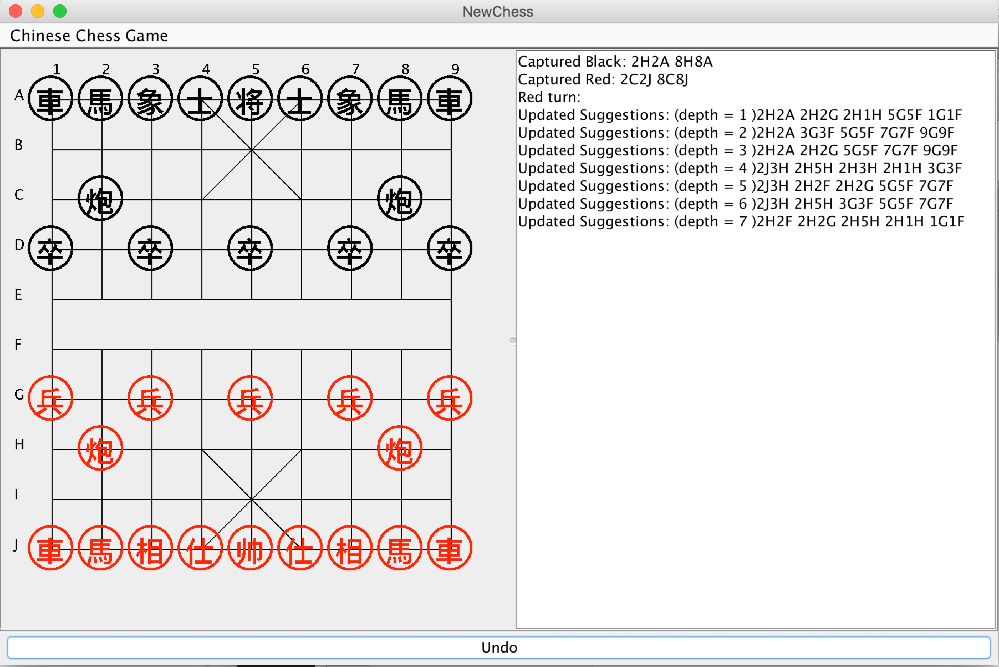 NewChess
Chinese Chess Game
1 2 3 4 5 6 7 8 9
A 車 馬 象 士 将 士 象 馬 車
B
C 炮 炮
D 卒 卒 卒 卒 卒
E
F
G 兵 兵 兵 兵 兵
H 炮 炮
I
J 車 馬 相 仕 帅 仕 相 馬 車
Captured Black: 2H2A 8H8A
Captured Red: 2C2J 8C8J
Red turn:
Updated Suggestions: (depth = 1 )2H2A 2H2G 2H1H 5G5F 1G1F
Updated Suggestions: (depth = 2 )2H2A 3G3F 5G5F 7G7F 9G9F
Updated Suggestions: (depth = 3 )2H2A 2H2G 5G5F 7G7F 9G9F
Updated Suggestions: (depth = 4 )2J3H 2H5H 2H3H 2H1H 3G3F
Updated Suggestions: (depth = 5 )2J3H 2H2F 2H2G 5G5F 7G7F
Updated Suggestions: (depth = 6 )2J3H 2H5H 3G3F 5G5F 7G7F
Updated Suggestions: (depth = 7 )2H2F 2H2G 2H5H 2H1H 1G1F
Undo